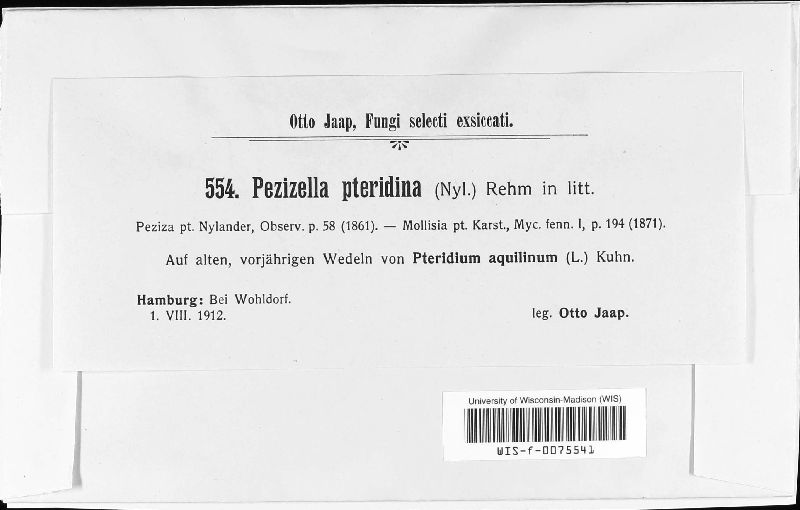 Otto Jaap, Fungi selecti exsiccati.
554. Pezizella pteridina (Nyl.) Rehm in litt.
Peziza pt. Nylander, Observ. p. 58 (1861). — Mollisia pt. Karst., Myc. fenn. I, p. 194 (1871).
Auf alten, vorjährigen Wedeln von Pteridium aquilinum (L.) Kuhn.
Hamburg: Bei Wohldorf.
1. VIII. 1912.
leg. Otto Jaap.
University of Wisconsin-Madison (WIS)
WIS-f-0075541